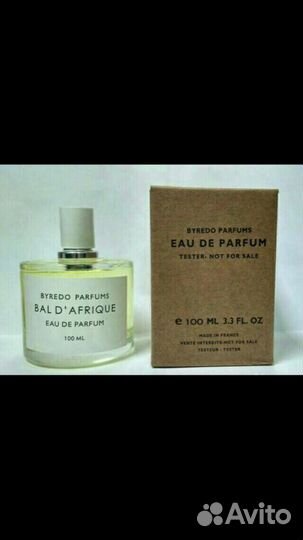 BYREDO PARFUMS
BAL D'AFRIQUE
EAU DE PARFUM
100 ML
BYREDO PARFUMS
EAU DE PARFUM
TESTER- NOT FOR SALE
e 100 ML 3.3 FL. OZ
MADE IN FRANCE
VENTE INTERDITE-NOT FOR SALE
TESTEUR - TESTER
Avito